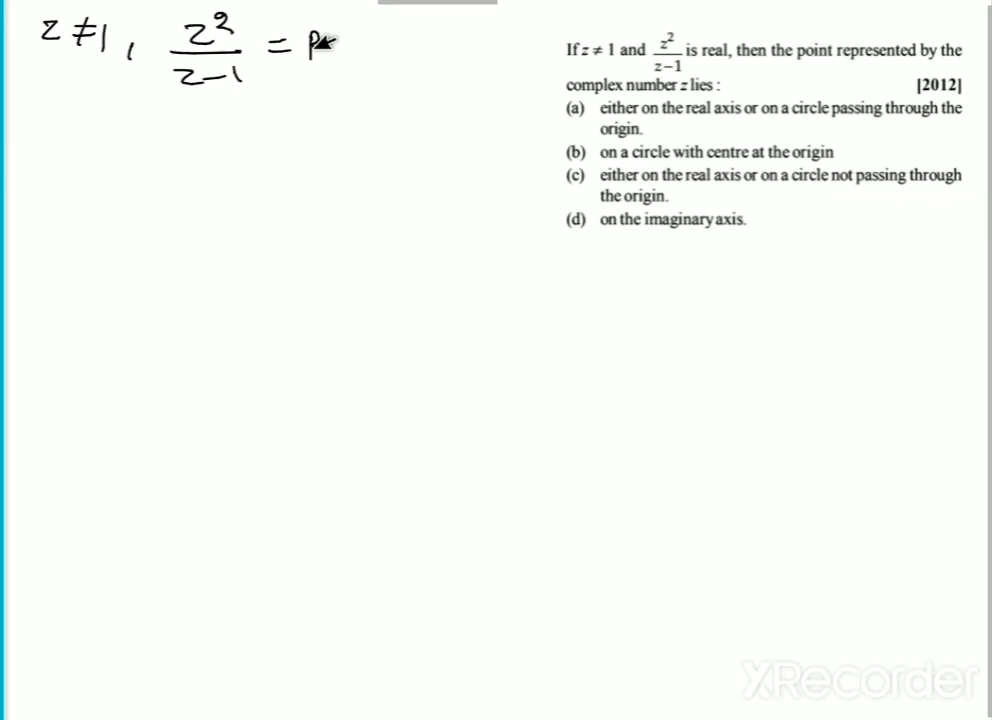 z ≠ 1, z²/(z-1) =
If z ≠ 1 and z²/(z-1) is real, then the point represented by the
complex number z lies : [2012]
(a) either on the real axis or on a circle passing through the
origin.
(b) on a circle with centre at the origin
(c) either on the real axis or on a circle not passing through
the origin.
(d) on the imaginary axis.
XRecorder